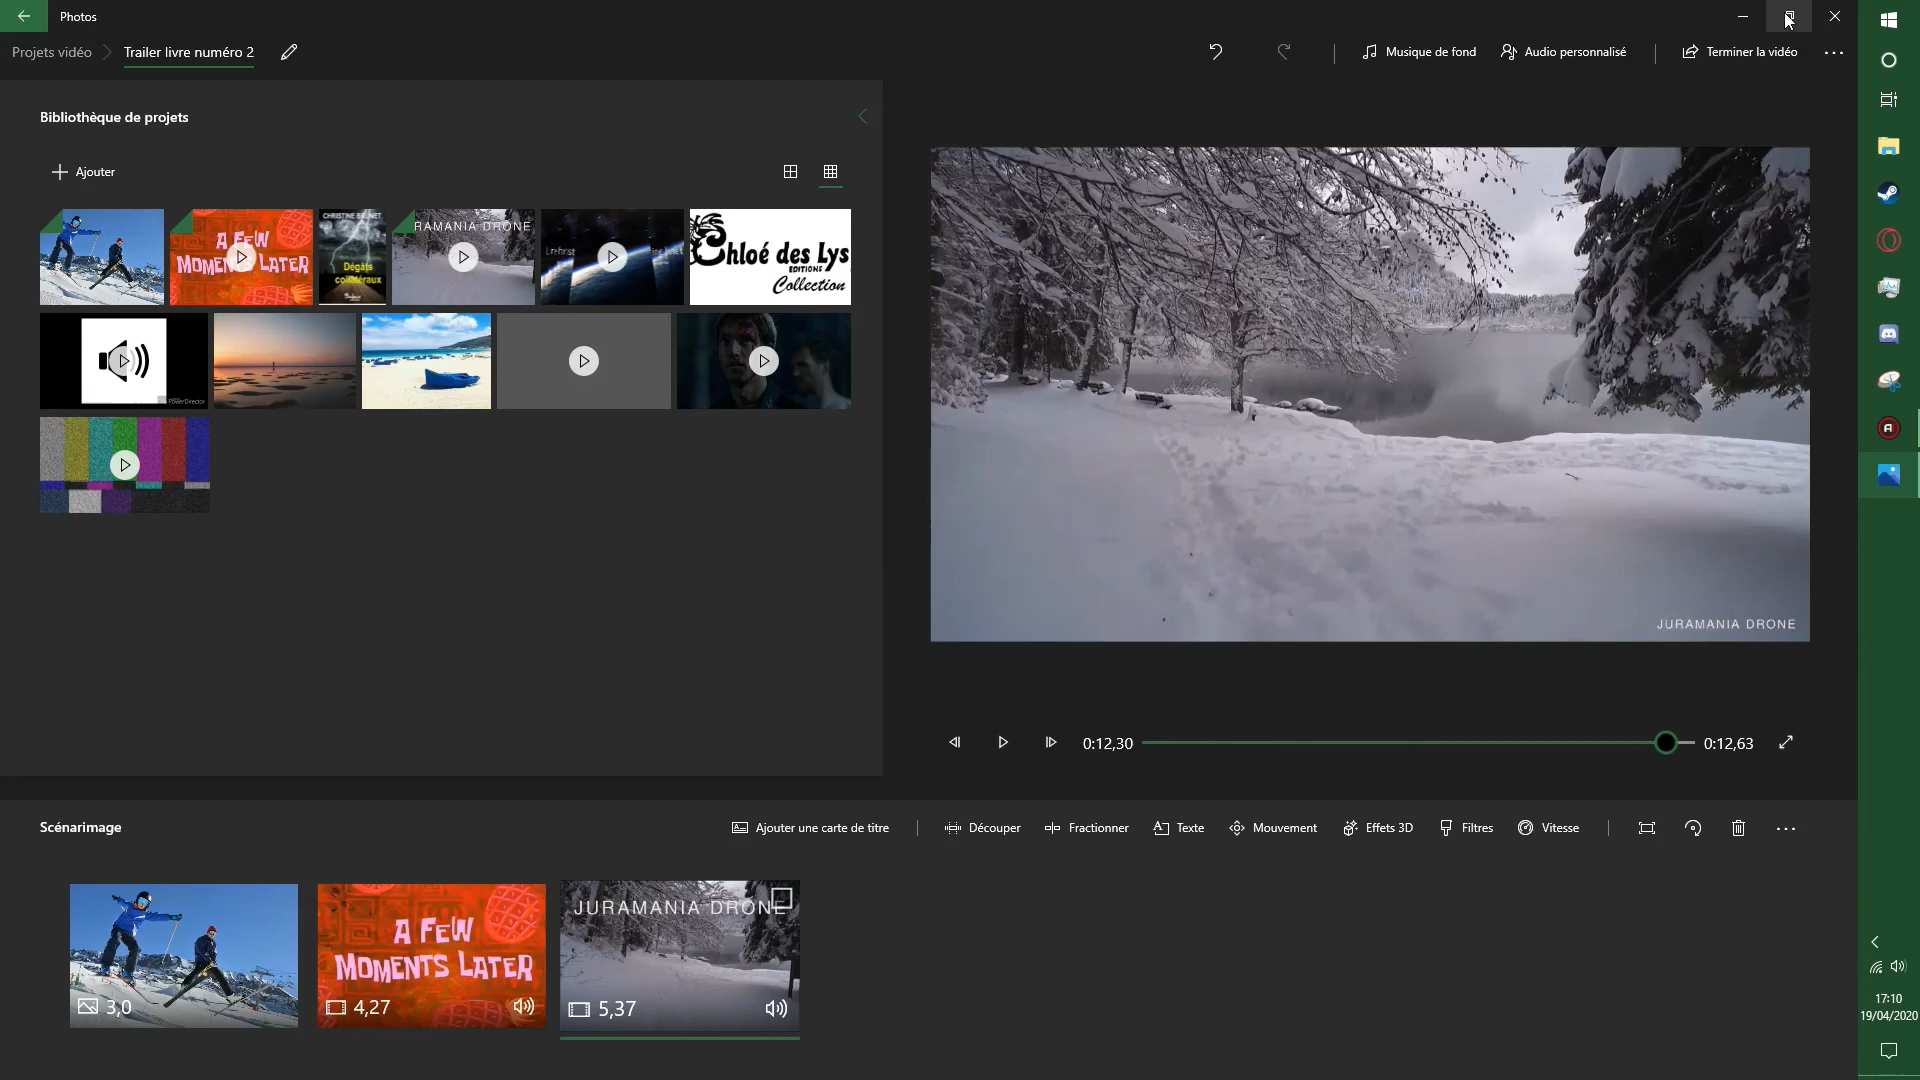 Photos
Projets vidéo
Trailer livre numéro 2
Musique de fond
Audio personnalisé
Terminer la vidéo
Bibliothèque de projets
Ajouter
A FEW
MOMENTS LATER
CHRISTINE BRUNET
Dégâts
collatéraux
RAMANIA DRONE
Chloé des Lys
EDITIONS
Collection
PowerDirector
JURAMANIA DRONE
0:12,30
0:12,63
Scénarimage
Ajouter une carte de titre
Découper
Fractionner
Texte
Mouvement
Effets 3D
Filtres
Vitesse
3,0
A FEW
MOMENTS LATER
4,27
JURAMANIA DRONE
5,37
17:10
19/04/2020